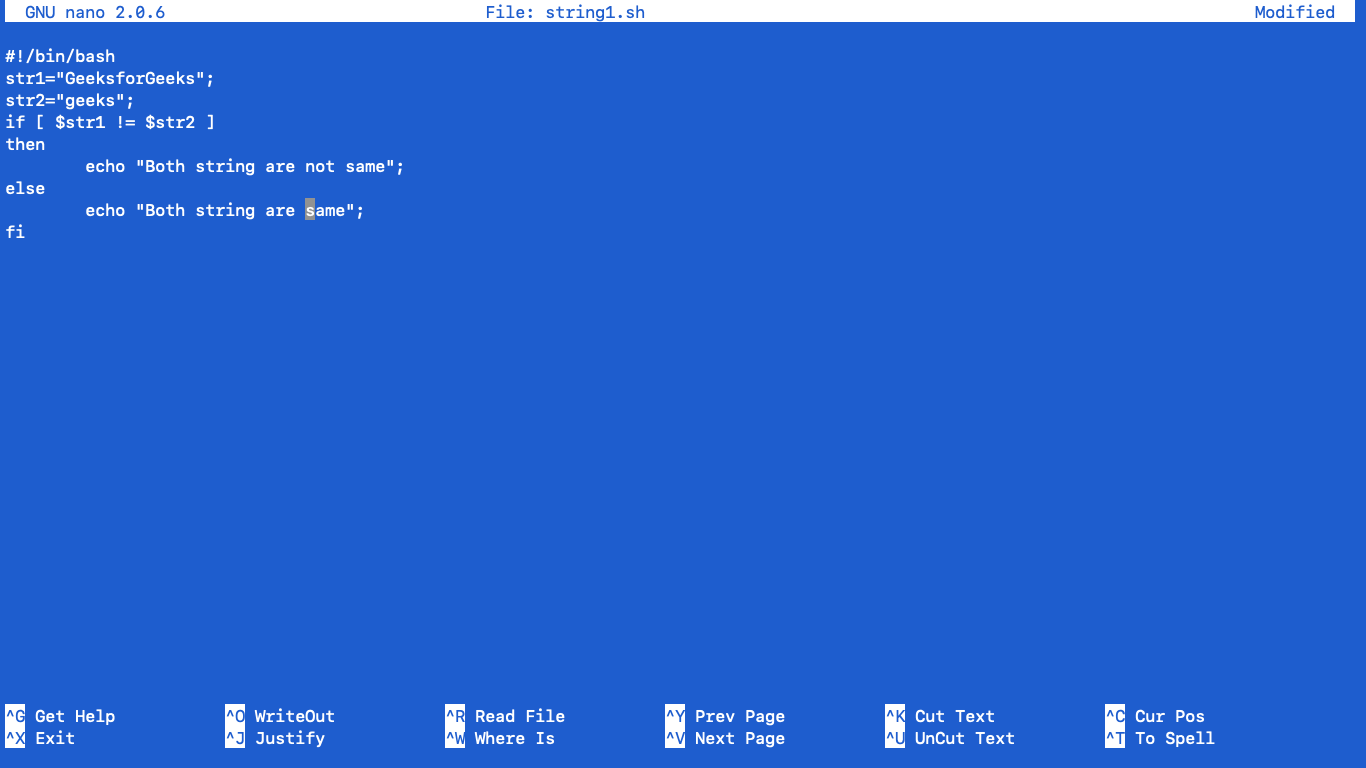 GNU nano 2.0.6 File: string1.sh Modified
#!/bin/bash
str1="GeeksforGeeks";
str2="geeks";
if [ $str1 != $str2 ]
then
        echo "Both string are not same";
else
        echo "Both string are same";
fi
^G Get Help ^O WriteOut ^R Read File ^Y Prev Page ^K Cut Text ^C Cur Pos
^X Exit ^J Justify ^W Where Is ^V Next Page ^U UnCut Text ^T To Spell